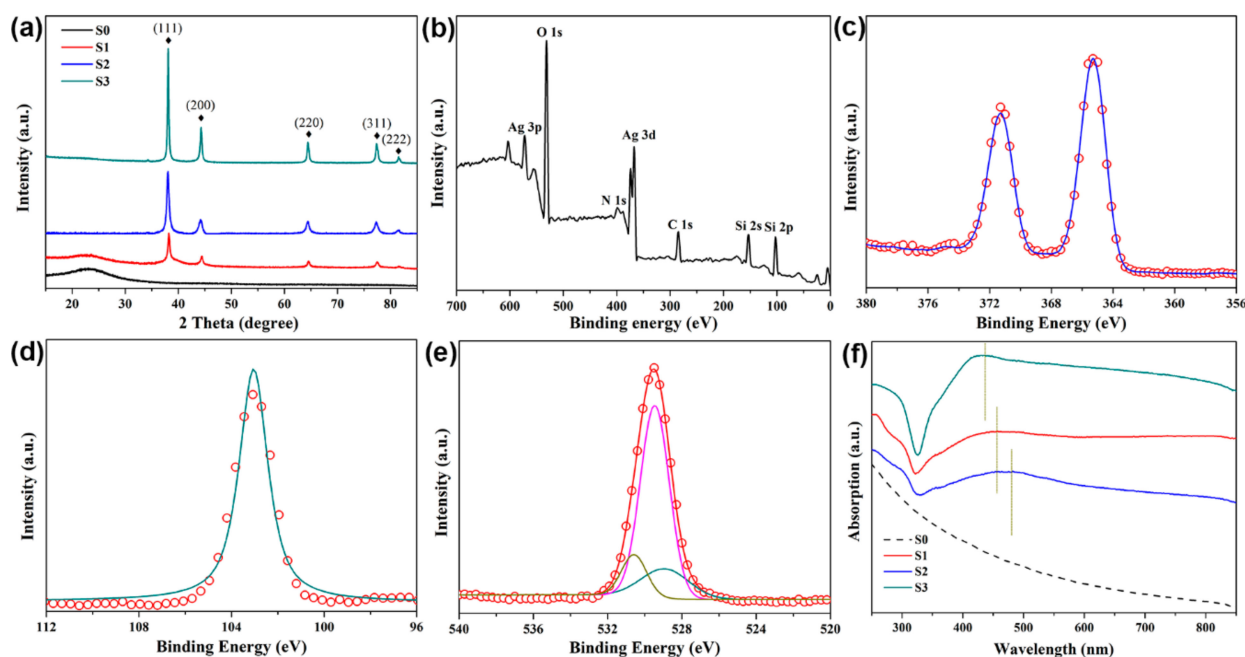 (a)
S0
S1
S2
S3
(111)
(200)
(220)
(311)
(222)
Intensity (a.u.)
20 30 40 50 60 70 80
2 Theta (degree)
(b)
O 1s
Ag 3p
Ag 3d
N 1s
C 1s
Si 2s
Si 2p
Intensity (a.u.)
700 600 500 400 300 200 100 0
Binding energy (eV)
(c)
Intensity (a.u.)
380 376 372 368 364 360 356
Binding Energy (eV)
(d)
Intensity (a.u.)
112 108 104 100 96
Binding Energy (eV)
(e)
Intensity (a.u.)
540 536 532 528 524 520
Binding Energy (eV)
(f)
Absorption (a.u.)
S0
S1
S2
S3
300 400 500 600 700 800
Wavelength (nm)